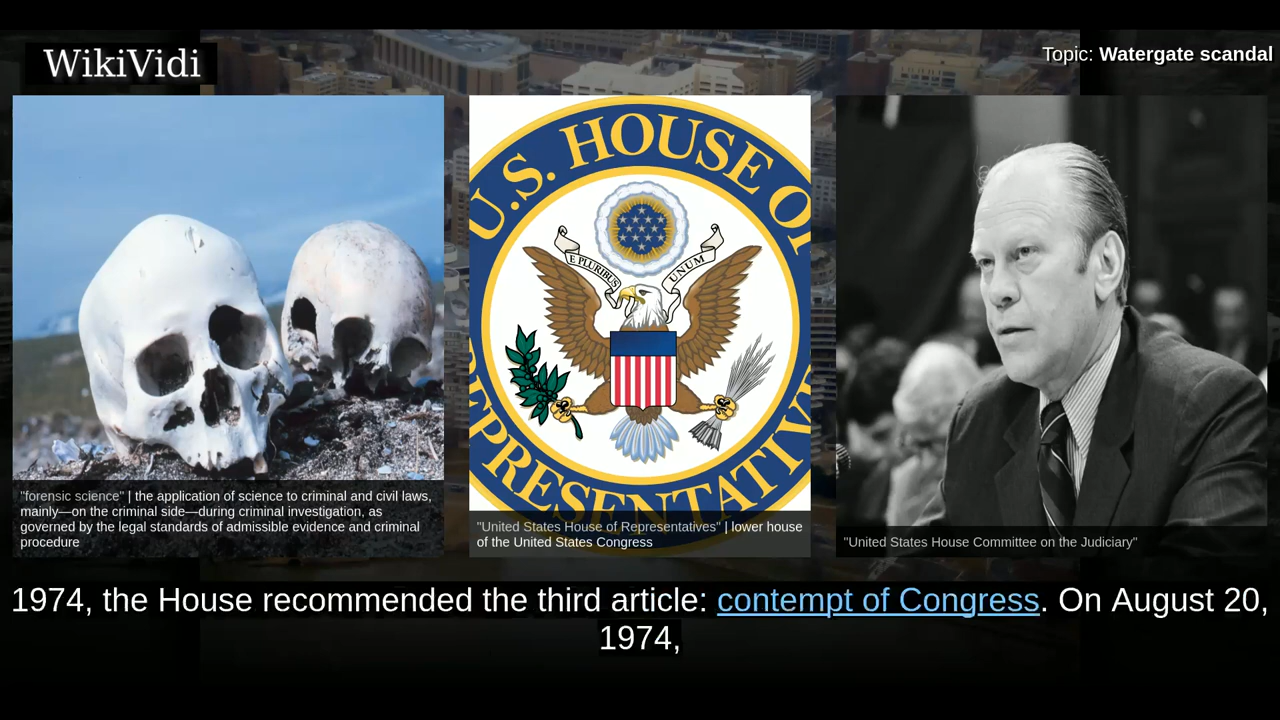 WikiVidi
Topic: Watergate scandal
U.S. HOUSE OF
REPRESENTATIVE
E PLURIBUS
UNUM
"forensic science" | the application of science to criminal and civil laws,
mainly—on the criminal side—during criminal investigation, as
governed by the legal standards of admissible evidence and criminal
procedure
"United States House of Representatives" | lower house
of the United States Congress
"United States House Committee on the Judiciary"
1974, the House recommended the third article: contempt of Congress. On August 20,
1974,